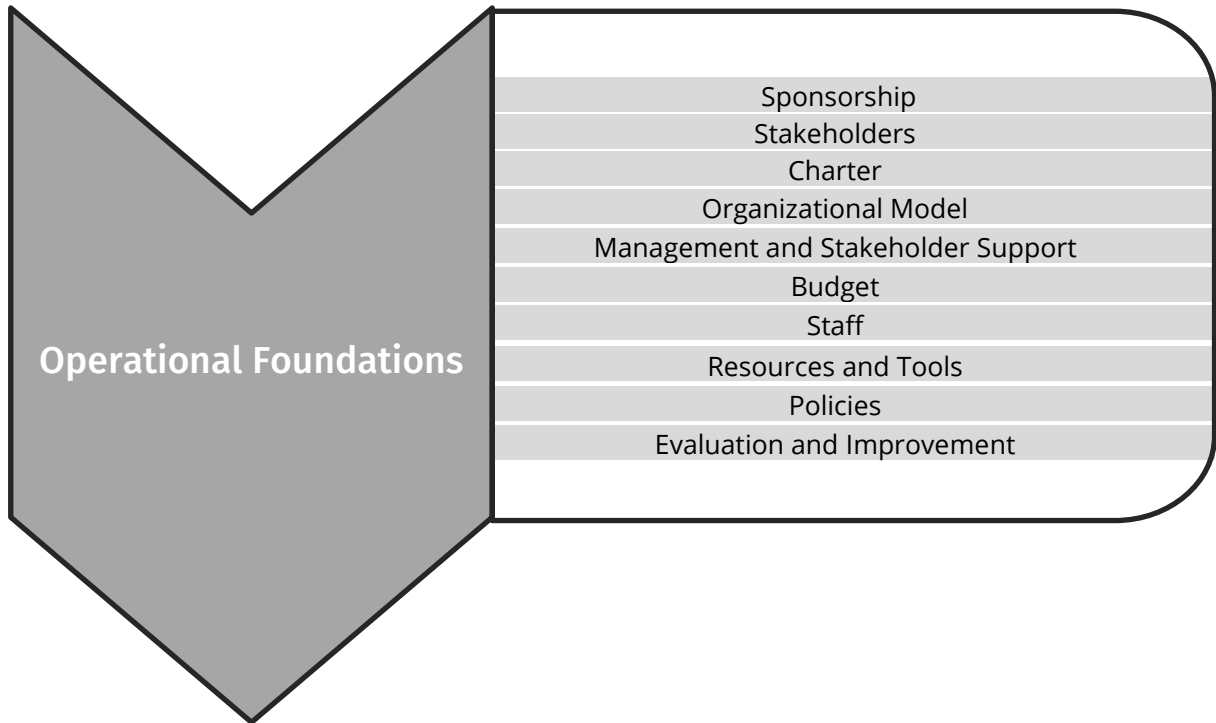 Operational Foundations
Sponsorship
Stakeholders
Charter
Organizational Model
Management and Stakeholder Support
Budget
Staff
Resources and Tools
Policies
Evaluation and Improvement